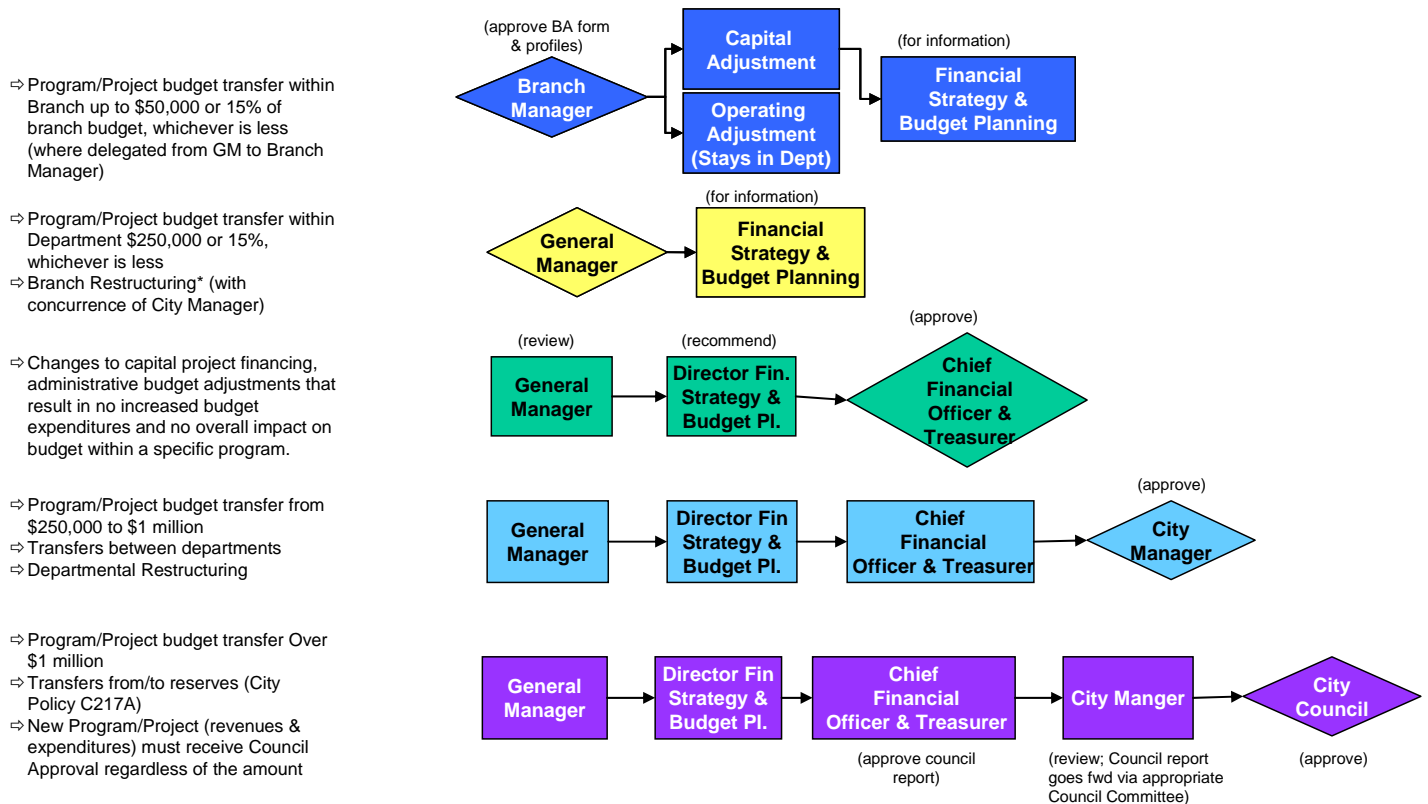 ⇨ Program/Project budget transfer within
Branch up to $50,000 or 15% of
branch budget, whichever is less
(where delegated from GM to Branch
Manager)
(approve BA form
& profiles)
Branch
Manager
Capital
Adjustment
Operating
Adjustment
(Stays in Dept)
(for information)
Financial
Strategy &
Budget Planning
⇨ Program/Project budget transfer within
Department $250,000 or 15%,
whichever is less
⇨ Branch Restructuring* (with
concurrence of City Manager)
General
Manager
(for information)
Financial
Strategy &
Budget Planning
⇨ Changes to capital project financing,
administrative budget adjustments that
result in no increased budget
expenditures and no overall impact on
budget within a specific program.
(review)
General
Manager
(recommend)
Director Fin.
Strategy &
Budget Pl.
(approve)
Chief
Financial
Officer &
Treasurer
⇨ Program/Project budget transfer from
$250,000 to $1 million
⇨ Transfers between departments
⇨ Departmental Restructuring
General
Manager
Director Fin
Strategy &
Budget Pl.
Chief
Financial
Officer & Treasurer
(approve)
City
Manager
⇨ Program/Project budget transfer Over
$1 million
⇨ Transfers from/to reserves (City
Policy C217A)
⇨ New Program/Project (revenues &
expenditures) must receive Council
Approval regardless of the amount
General
Manager
Director Fin
Strategy &
Budget Pl.
Chief
Financial
Officer & Treasurer
(approve council
report)
City Manger
(review; Council report
goes fwd via appropriate
Council Committee)
City
Council
(approve)